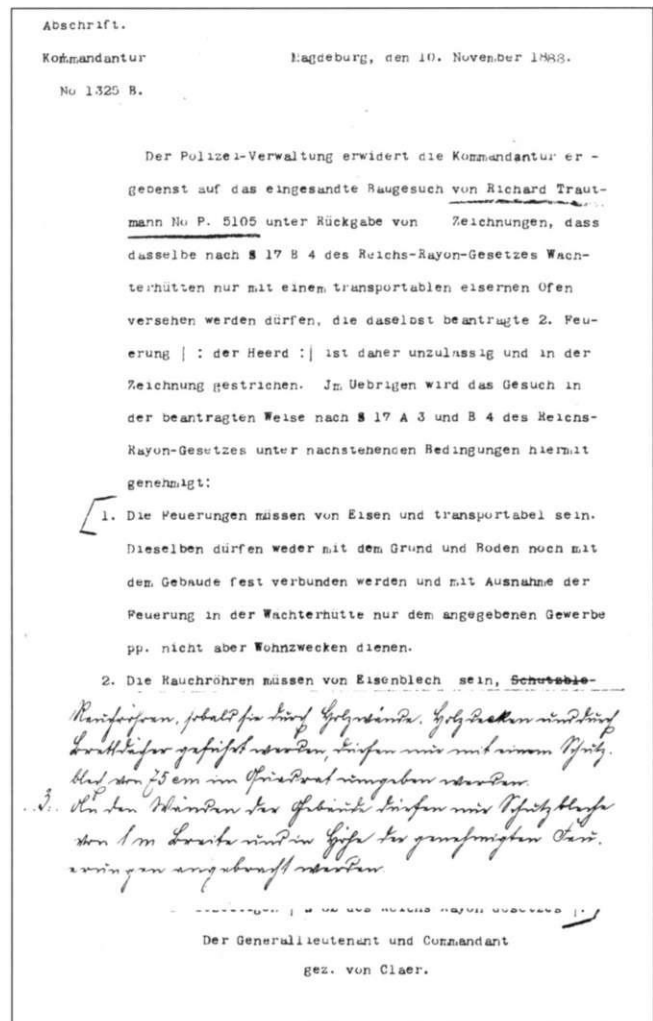 Abschrift.
Kommandantur Magdeburg, den 10. November 1888.
No 1325 B.
Der Polizei-Verwaltung erwidert die Kommandantur er -
gebenst auf das eingesandte Baugesuch von Richard Traut-
mann No P. 5105 unter Rückgabe von Zeichnungen, dass
dasselbe nach § 17 B 4 des Reichs-Rayon-Gesetzes Wach-
terhütten nur mit einem transportablen eisernen Ofen
versehen werden dürfen, die daselbst beantragte 2. Feu-
erung | : der Heerd :| ist daher unzulassig und in der
Zeichnung gestrichen. Jm Uebrigen wird das Gesuch in
der beantragten Weise nach § 17 A 3 und B 4 des Reichs-
Rayon-Gesetzes unter nachstehenden Bedingungen hiermit
genehmigt:
1. Die Feuerungen müssen von Eisen und transportabel sein.
Dieselben dürfen weder mit dem Grund und Boden noch mit
dem Gebaude fest verbunden werden und mit Ausnahme der
Feuerung in der Wachterhütte nur dem angegebenen Gewerbe
pp. nicht aber Wohnzwecken dienen.
2. Die Rauchröhren müssen von Eisenblech sein, Schutzble-
Rauchröhren, sobald sie durch Holzwände, Holzdecken und durch
Brettdächer geführt werden, dürfen nur mit einem Schutz-
blech von 75 cm im Quadrat umgeben werden.
3. An den Wänden der Gebäude dürfen nur Schutzbleche
von 1 m Breite und in Höhe der genehmigten Feu-
erungen angebracht werden.
des Reichs Rayon Gesetzes |:
Der Generallieutenant und Commandant
gez. von Claer.